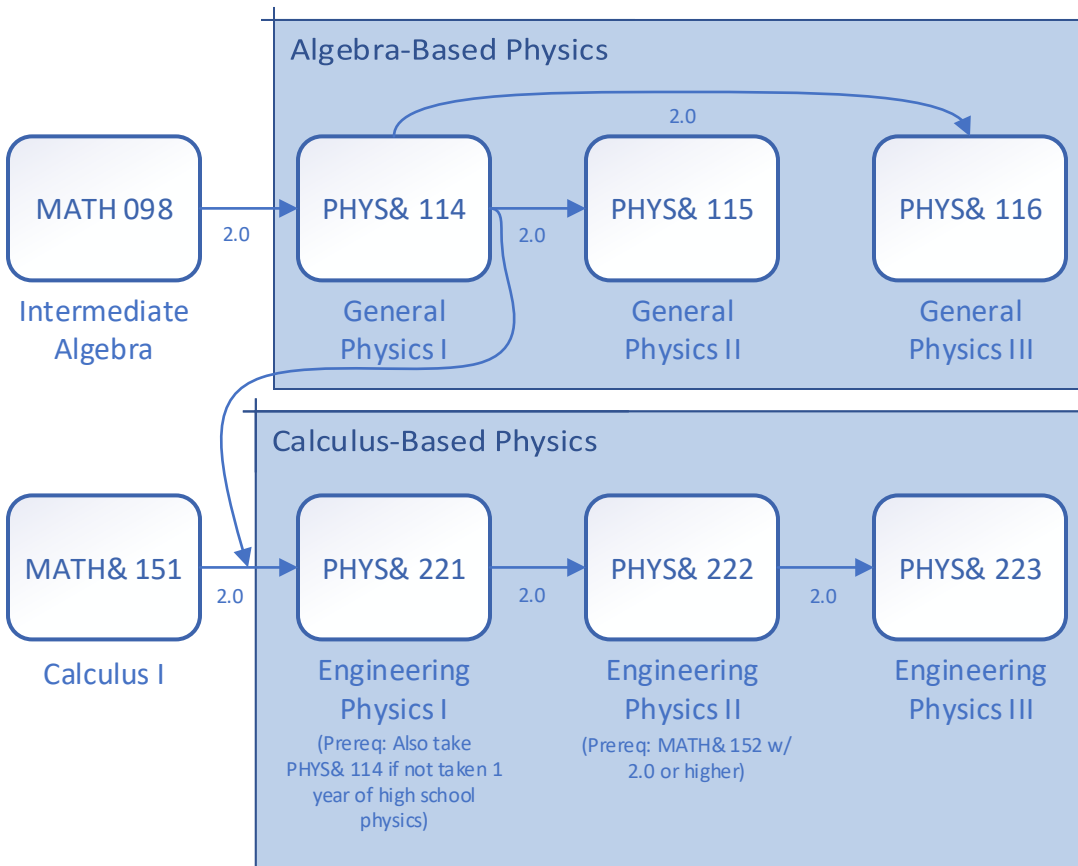 Algebra-Based Physics
2.0
MATH 098
PHYS& 114
PHYS& 115
PHYS& 116
2.0
2.0
Intermediate
Algebra
General
Physics I
General
Physics II
General
Physics III
Calculus-Based Physics
MATH& 151
PHYS& 221
PHYS& 222
PHYS& 223
2.0
2.0
2.0
Calculus I
Engineering
Physics I
(Prereq: Also take
PHYS& 114 if not taken 1
year of high school
physics)
Engineering
Physics II
(Prereq: MATH& 152 w/
2.0 or higher)
Engineering
Physics III